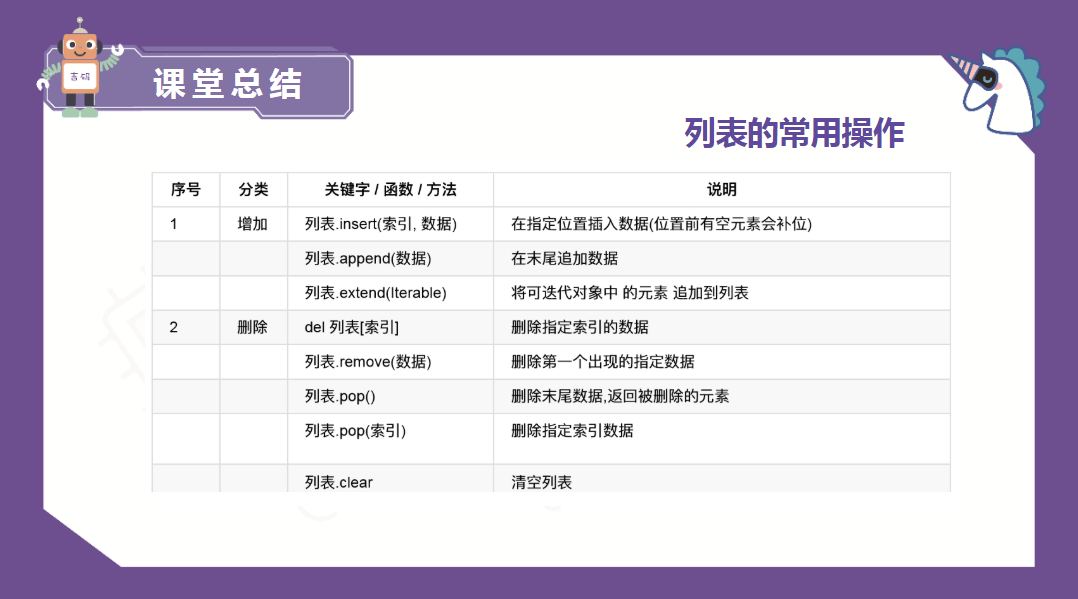 吉码
课堂总结
列表的常用操作
序号 分类 关键字 / 函数 / 方法 说明
1 增加 列表.insert(索引, 数据) 在指定位置插入数据(位置前有空元素会补位)
列表.append(数据) 在末尾追加数据
列表.extend(Iterable) 将可迭代对象中 的元素 追加到列表
2 删除 del 列表[索引] 删除指定索引的数据
列表.remove(数据) 删除第一个出现的指定数据
列表.pop() 删除末尾数据,返回被删除的元素
列表.pop(索引) 删除指定索引数据
列表.clear 清空列表